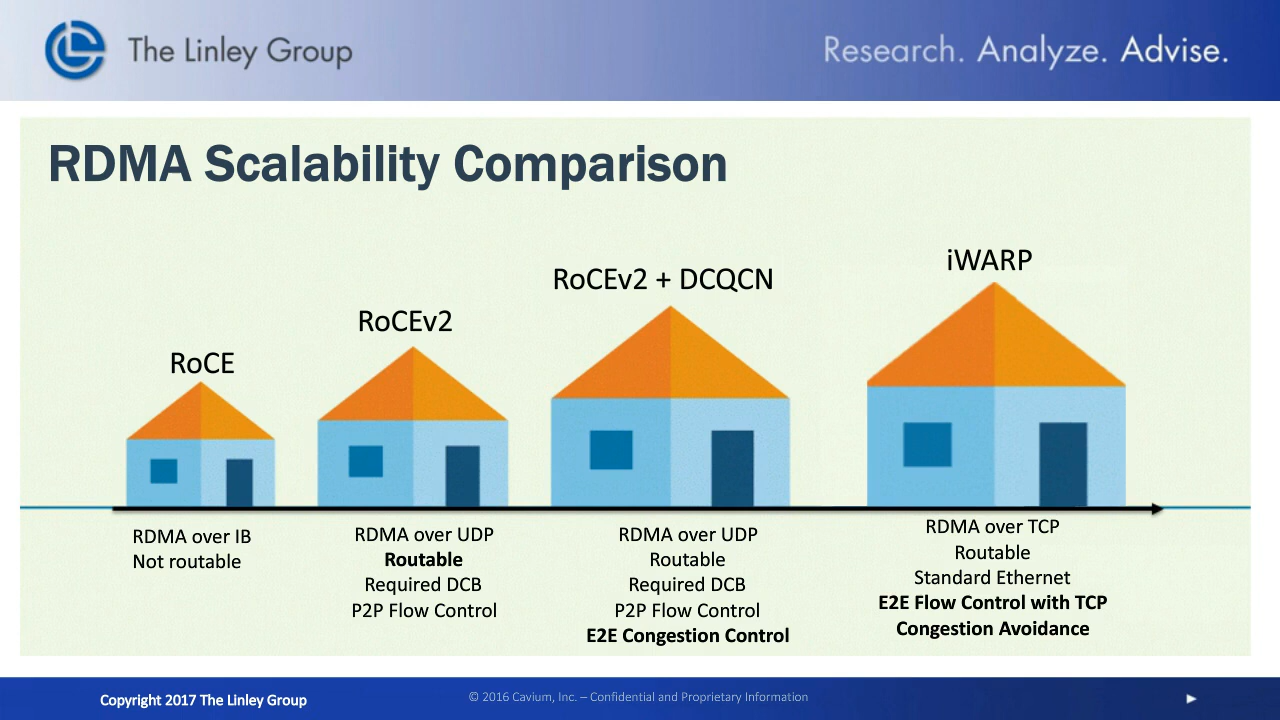 The Linley Group
Research. Analyze. Advise.
RDMA Scalability Comparison
RoCE
RoCEv2
RoCEv2 + DCQCN
iWARP
RDMA over IB
Not routable
RDMA over UDP
Routable
Required DCB
P2P Flow Control
RDMA over UDP
Routable
Required DCB
P2P Flow Control
E2E Congestion Control
RDMA over TCP
Routable
Standard Ethernet
E2E Flow Control with TCP
Congestion Avoidance
Copyright 2017 The Linley Group
© 2016 Cavium, Inc. – Confidential and Proprietary Information